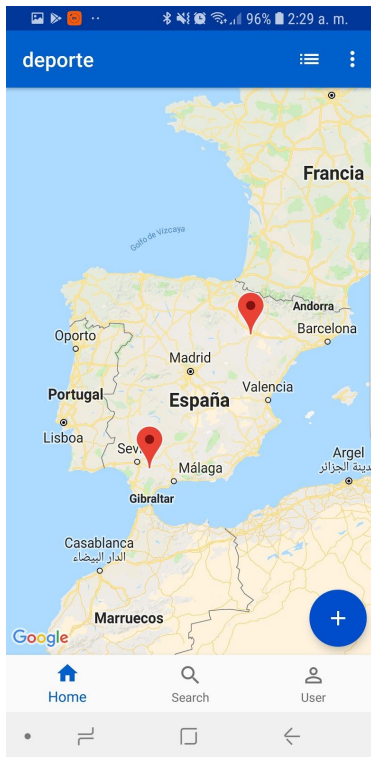 96% 2:29 a. m.
deporte
Francia
Golfo de Vizcaya
Andorra
Barcelona
Oporto
Madrid
Valencia
Portugal
España
Lisboa
Málaga
Argel
مدينة الجزائر
Gibraltar
Casablanca
الدار البيضاء
Marruecos
Google
Home
Search
User